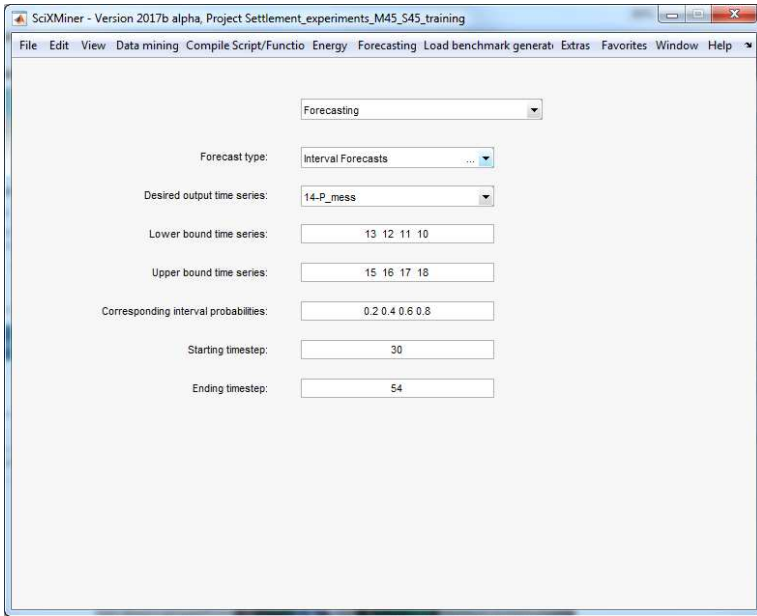 SciXMiner - Version 2017b alpha, Project Settlement_experiments_M45_S45_training
File Edit View Data mining Compile Script/Functio Energy Forecasting Load benchmark generat Extras Favorites Window Help
Forecasting
Forecast type: Interval Forecasts ...
Desired output time series: 14-P_mess
Lower bound time series: 13 12 11 10
Upper bound time series: 15 16 17 18
Corresponding interval probabilities: 0.2 0.4 0.6 0.8
Starting timestep: 30
Ending timestep: 54